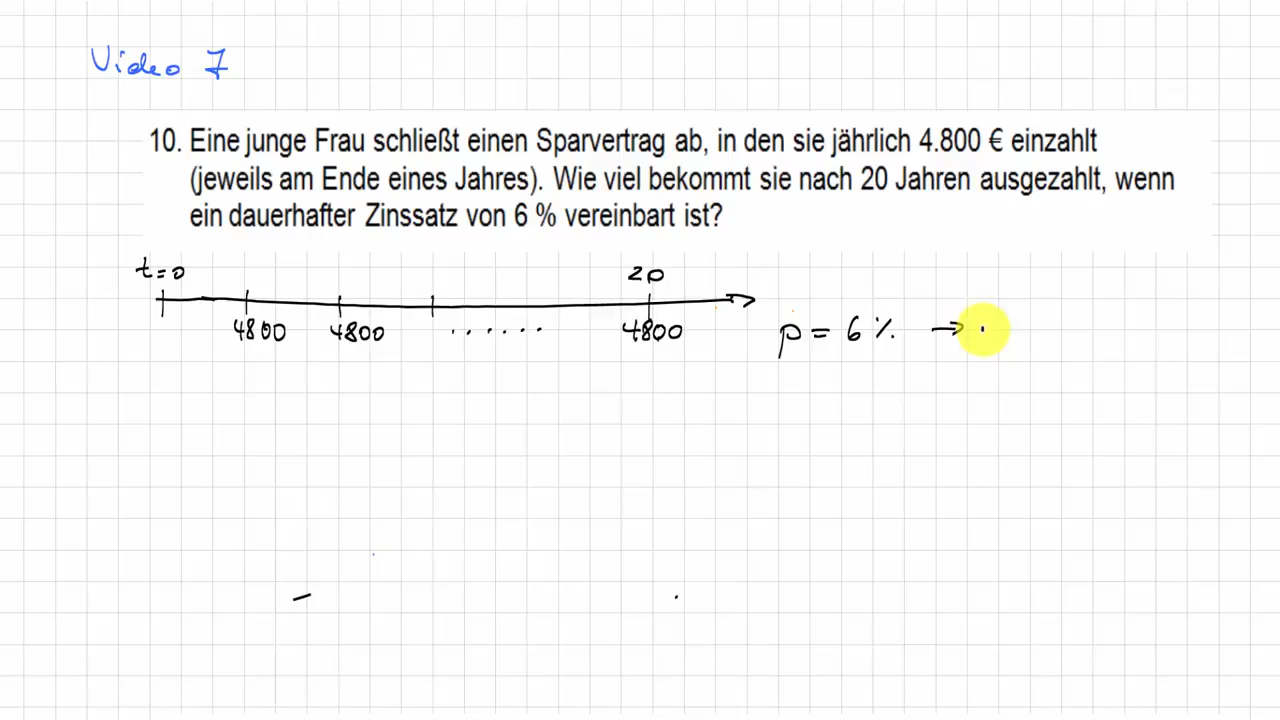 Video 7
10. Eine junge Frau schließt einen Sparvertrag ab, in den sie jährlich 4.800 € einzahlt
(jeweils am Ende eines Jahres). Wie viel bekommt sie nach 20 Jahren ausgezahlt, wenn
ein dauerhafter Zinssatz von 6 % vereinbart ist?
t=0 20
4800 4800 ...... 4800 p = 6 % →